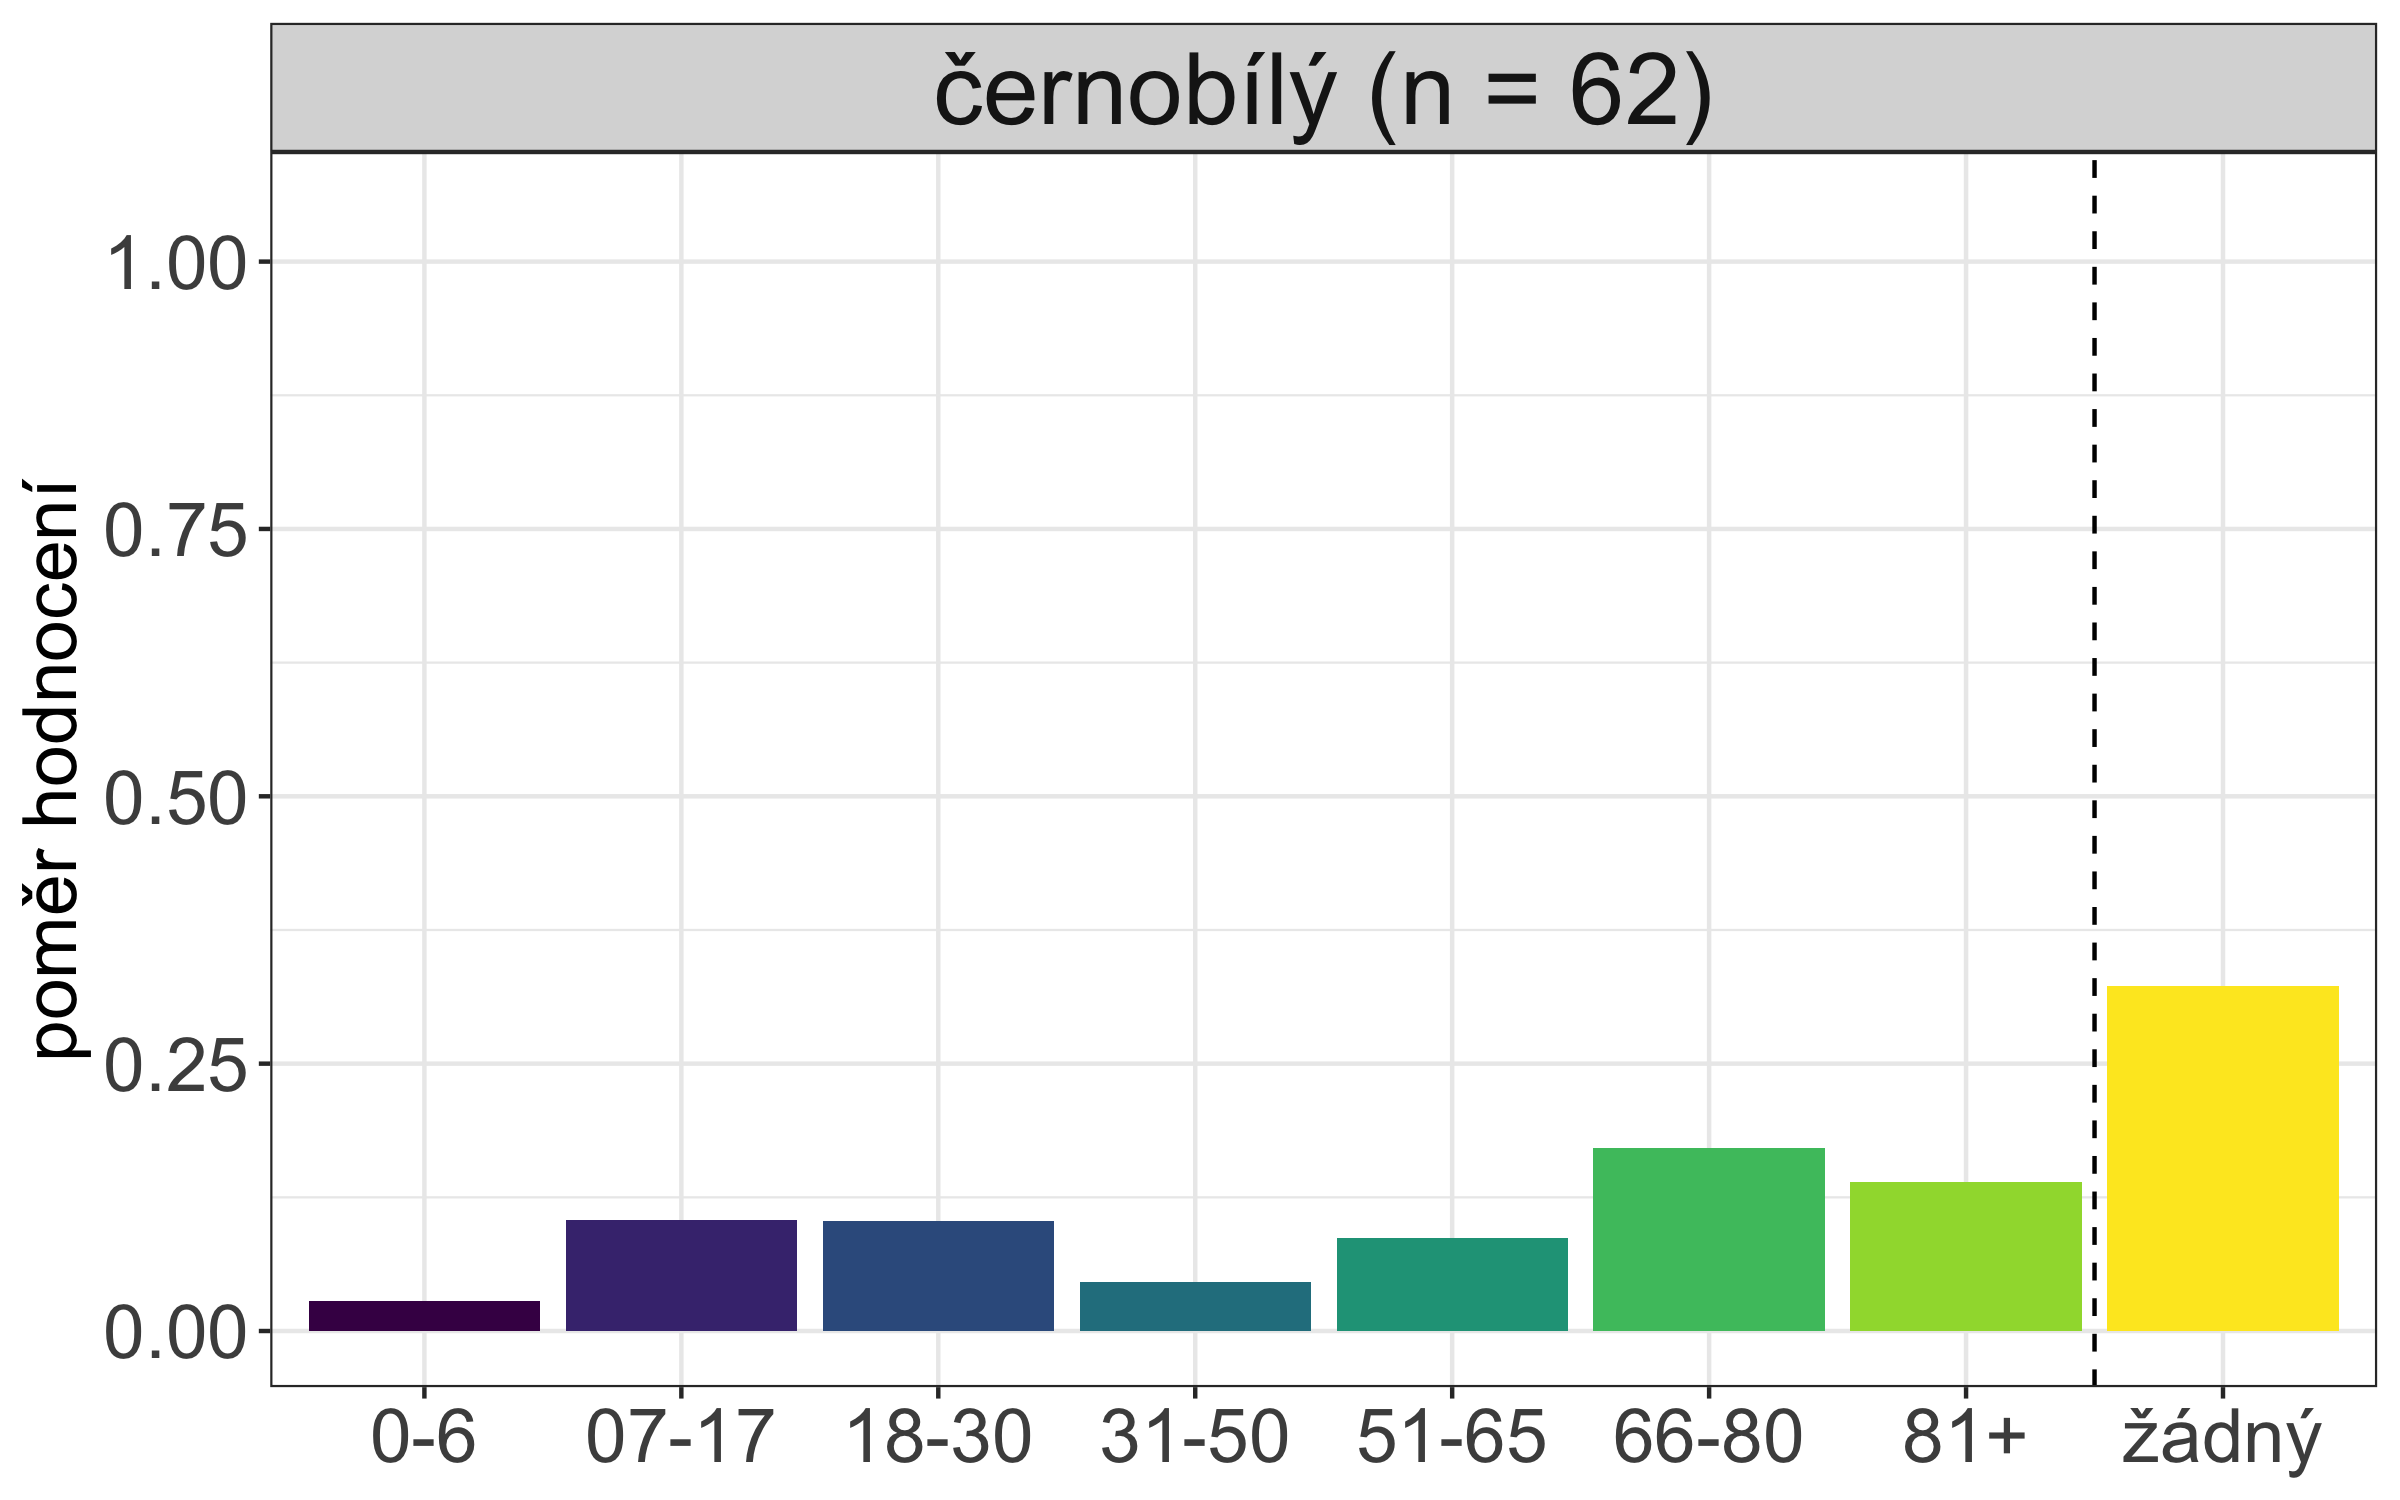 černobílý (n = 62)
poměr hodnocení
1.00
0.75
0.50
0.25
0.00
0-6 07-17 18-30 31-50 51-65 66-80 81+ žádný